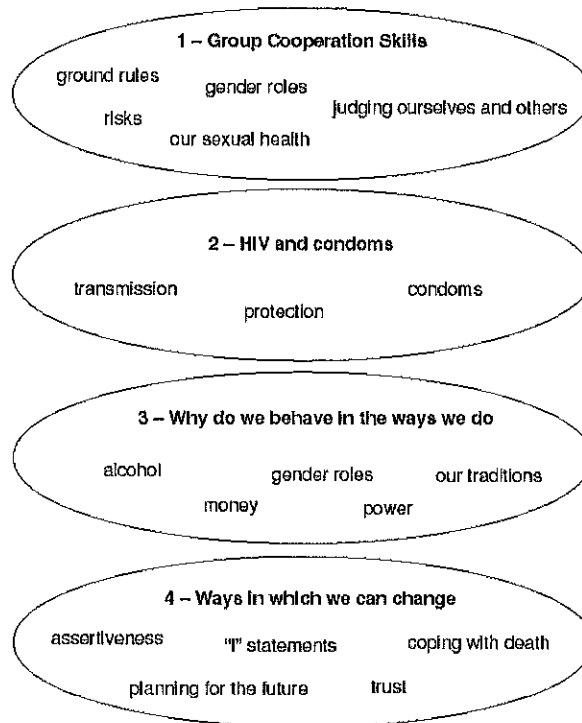 1 – Group Cooperation Skills
ground rules
gender roles
risks
judging ourselves and others
our sexual health
2 – HIV and condoms
transmission
condoms
protection
3 – Why do we behave in the ways we do
alcohol
gender roles
our traditions
money
power
4 – Ways in which we can change
assertiveness
"I" statements
coping with death
planning for the future
trust